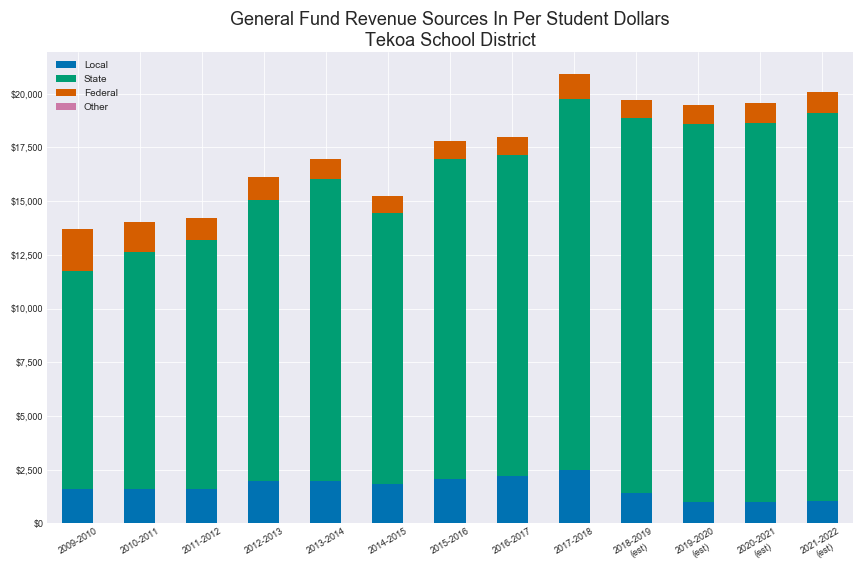 General Fund Revenue Sources In Per Student Dollars
Tekoa School District
Local
State
Federal
Other
$20,000
$17,500
$15,000
$12,500
$10,000
$7,500
$5,000
$2,500
$0
2009-2010
2010-2011
2011-2012
2012-2013
2013-2014
2014-2015
2015-2016
2016-2017
2017-2018
2018-2019
(est)
2019-2020
(est)
2020-2021
(est)
2021-2022
(est)